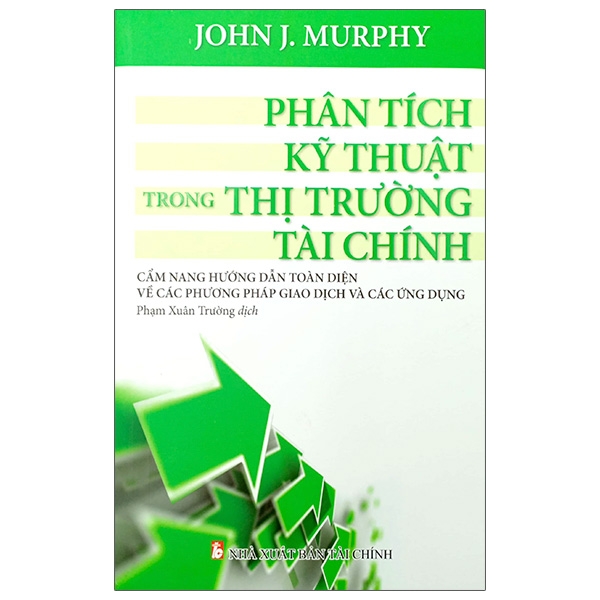 JOHN J. MURPHY
PHÂN TÍCH
KỸ THUẬT
TRONG THỊ TRƯỜNG
TÀI CHÍNH
CẨM NANG HƯỚNG DẪN TOÀN DIỆN
VỀ CÁC PHƯƠNG PHÁP GIAO DỊCH VÀ CÁC ỨNG DỤNG
Phạm Xuân Trường dịch
NHÀ XUẤT BẢN TÀI CHÍNH